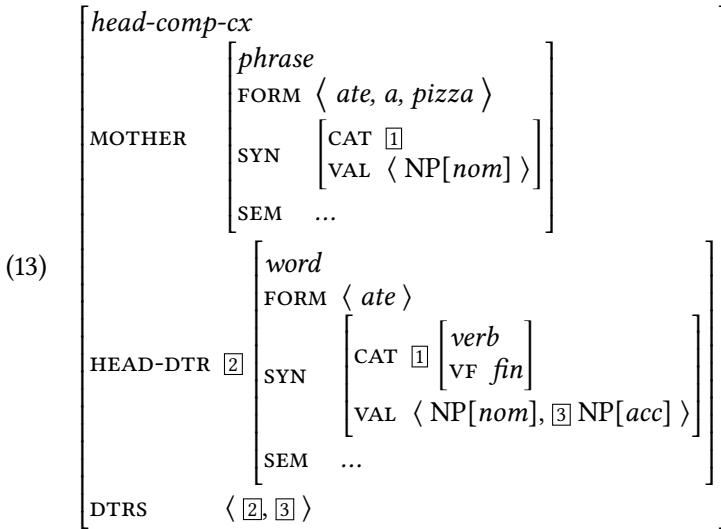 head-comp-cx
phrase
FORM ⟨ ate, a, pizza ⟩
MOTHER
SYN
CAT 1
VAL ⟨ NP[nom] ⟩
SEM ...
(13)
word
FORM ⟨ ate ⟩
HEAD-DTR 2
SYN
CAT 1
verb
VF fin
VAL ⟨ NP[nom], 3 NP[acc] ⟩
SEM ...
DTRS ⟨ 2, 3 ⟩